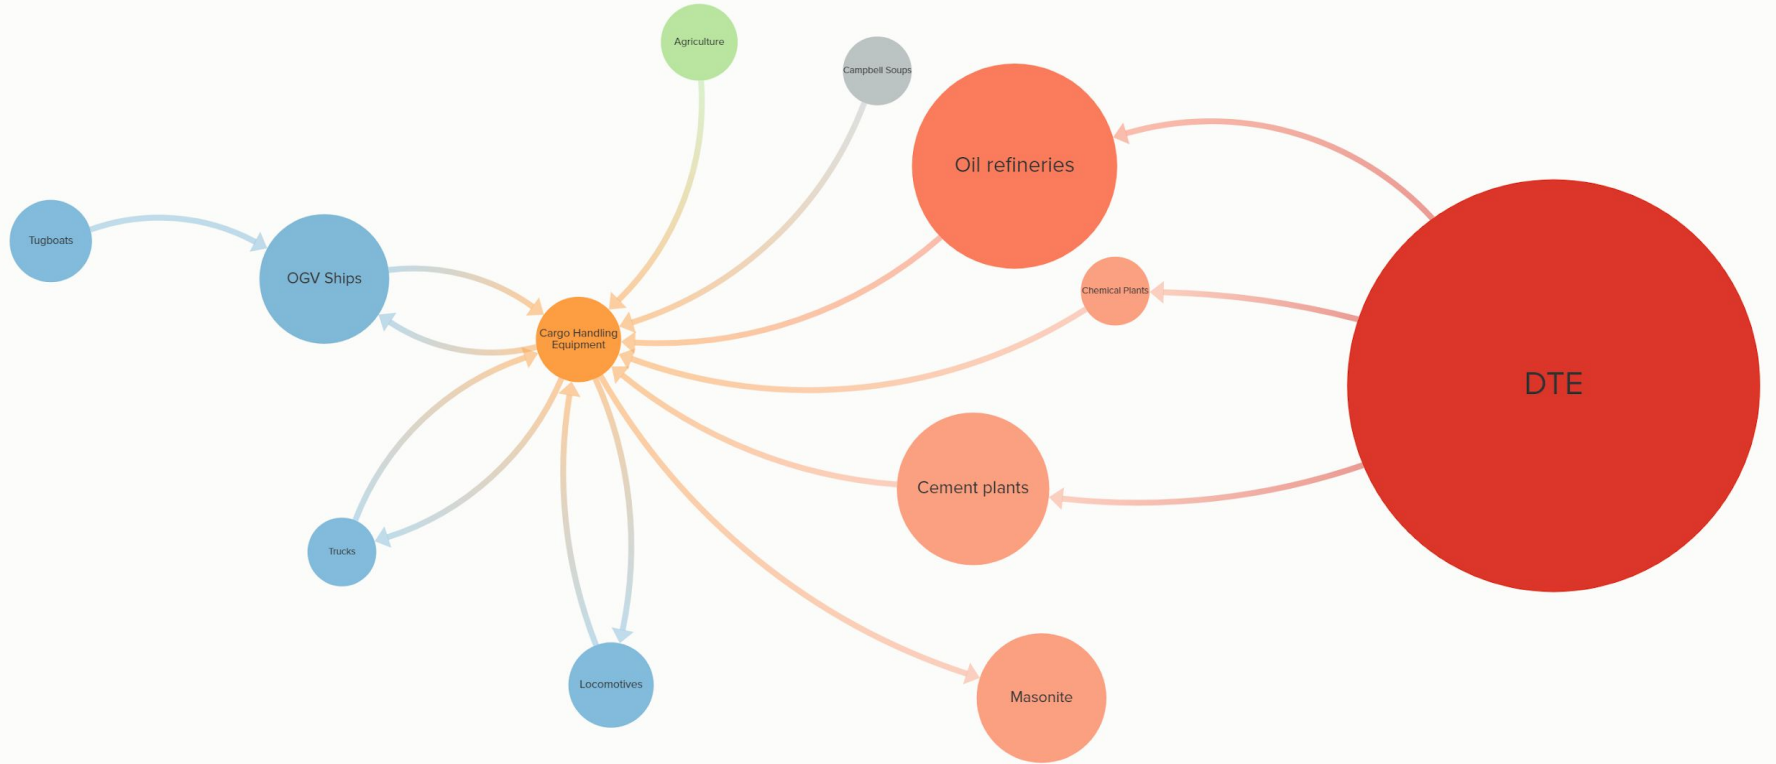 Agriculture
Campbell Soups
Oil refineries
Tugboats
OGV Ships
Chemical Plants
Cargo Handling
Equipment
DTE
Cement plants
Trucks
Locomotives
Masonite